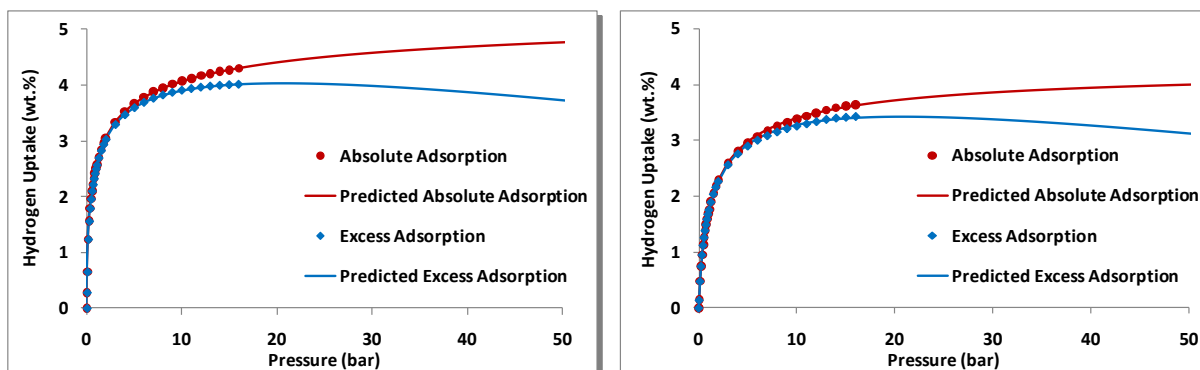 5
4
3
2
1
0
Hydrogen Uptake (wt.%)
Absolute Adsorption
Predicted Absolute Adsorption
Excess Adsorption
Predicted Excess Adsorption
0 10 20 30 40 50
Pressure (bar)
5
4
3
2
1
0
Hydrogen Uptake (wt.%)
Absolute Adsorption
Predicted Absolute Adsorption
Excess Adsorption
Predicted Excess Adsorption
0 10 20 30 40 50
Pressure (bar)